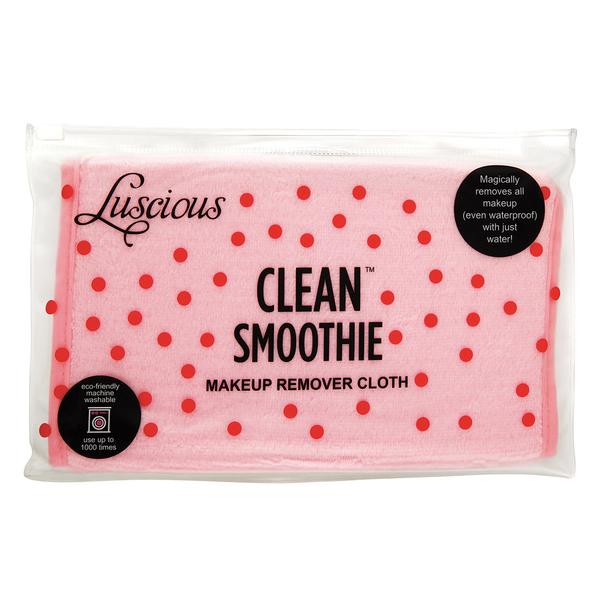 Luscious
Magically
removes all
makeup
(even waterproof)
with just
water!
CLEAN™
SMOOTHIE
MAKEUP REMOVER CLOTH
eco-friendly
machine
washable
use up to
1000 times